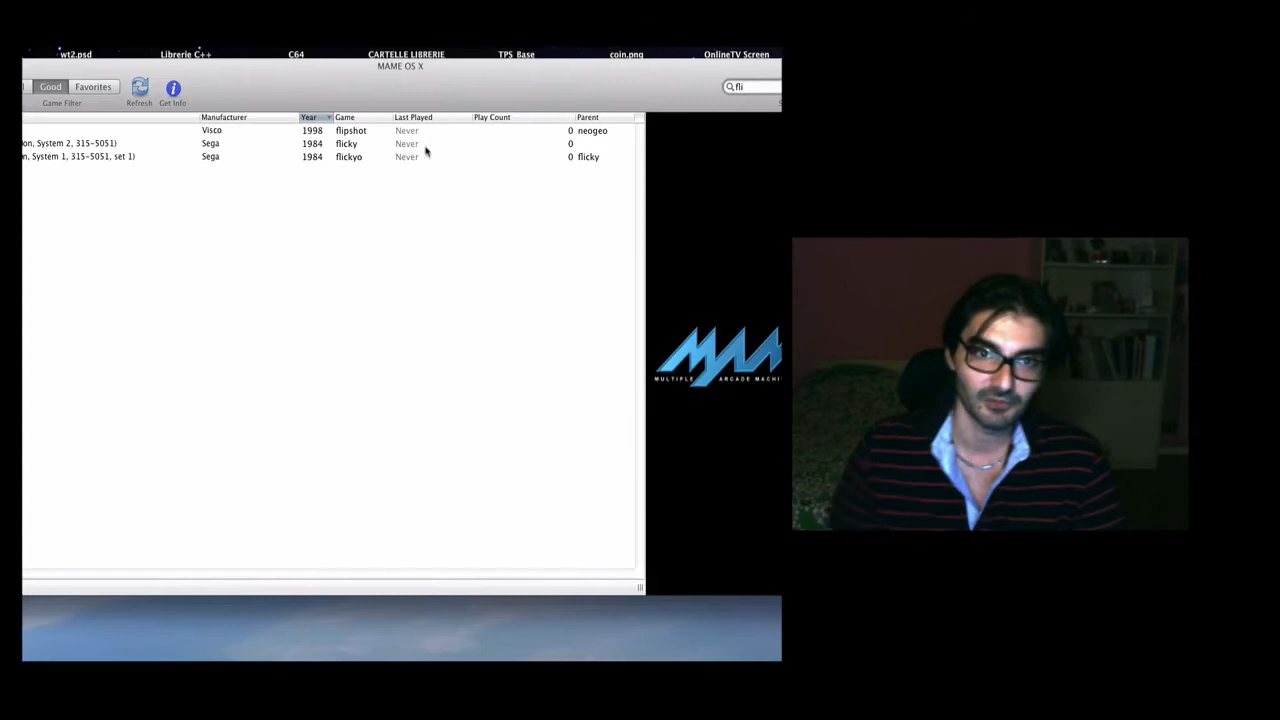 wt2.psd Librerie C++ C64 CARTELLE LIBRERIE TPS Base coin.png OnlineTV Screen
MAME OS X
Good Favorites fli
Game Filter Refresh Get Info
Manufacturer Year Game Last Played Play Count Parent
Visco 1998 flipshot Never 0 neogeo
on, System 2, 315-5051) Sega 1984 flicky Never 0
n, System 1, 315-5051, set 1) Sega 1984 flickyo Never 0 flicky
MAM
MULTIPLE ARCADE MACHI